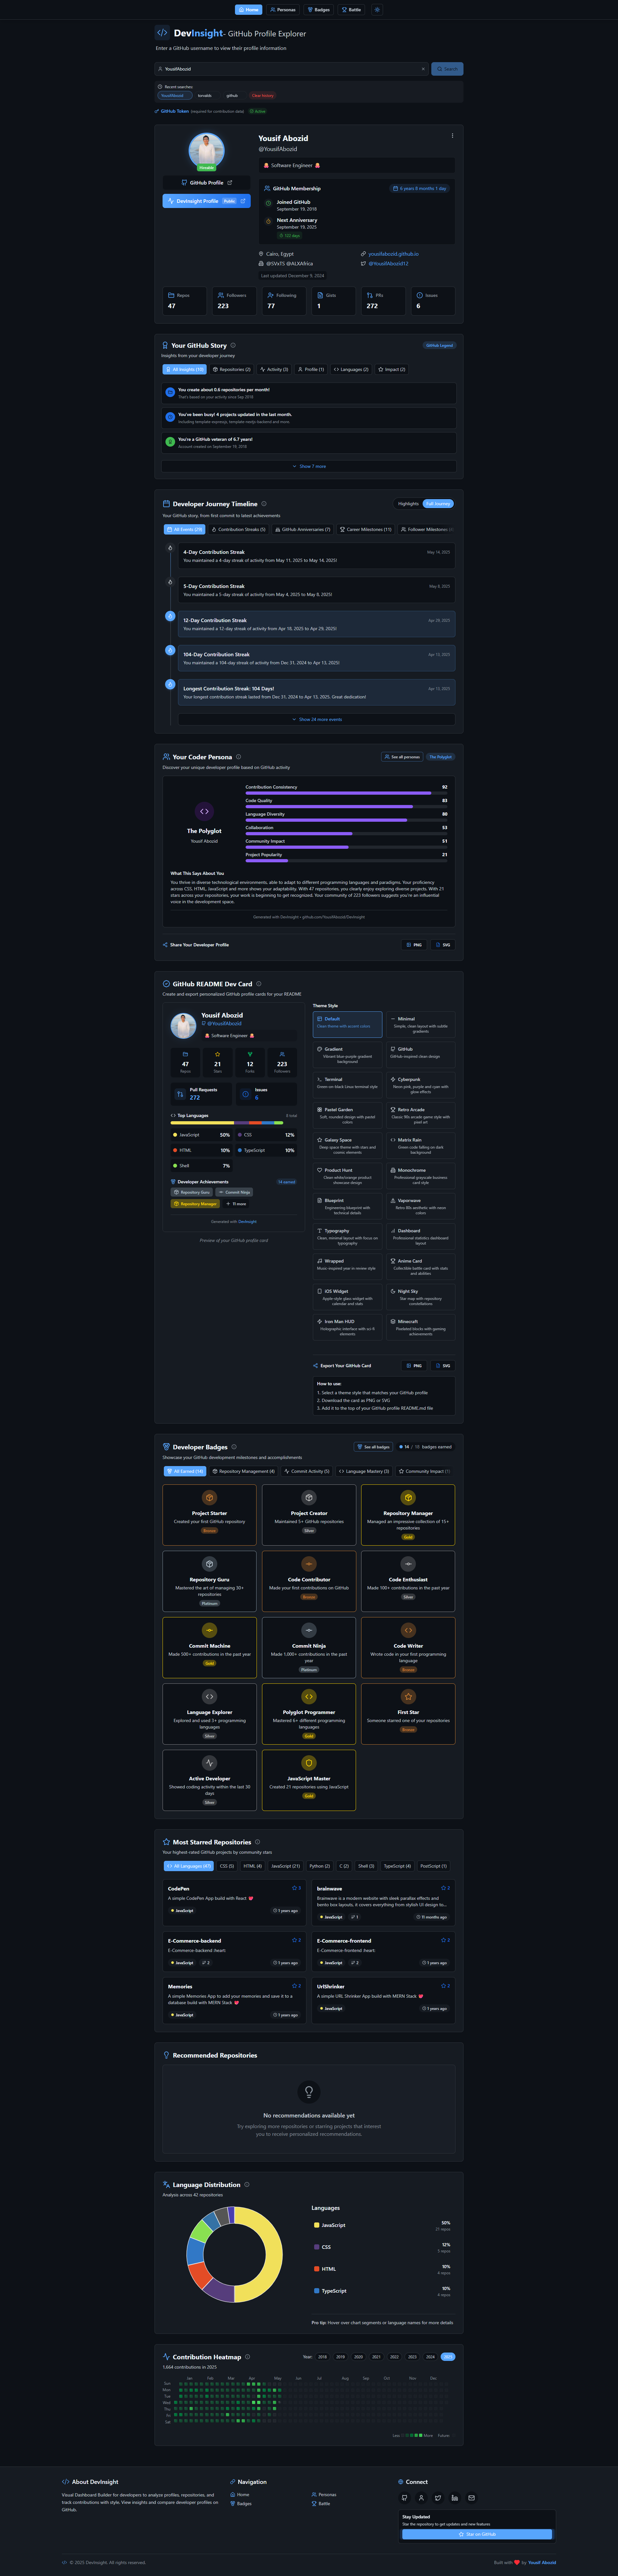 Home Personas Badges Battle
DevInsight - GitHub Profile Explorer
Enter a GitHub username to view their profile information
YousifAbozid Search
Recent searches:
YousifAbozid torvalds github Clear history
GitHub Token (required for contribution data) Active
Yousif Abozid
@YousifAbozid
🚨 Software Engineer 🚨
Hireable
GitHub Profile
DevInsight Profile Public
GitHub Membership 6 years 8 months 1 day
Joined GitHub
September 19, 2018
Next Anniversary
September 19, 2025
122 days
Cairo, Egypt yousifabozid.github.io
@SVxTS @ALXAfrica @YousifAbozid12
Last updated December 9, 2024
Repos Followers Following Gists PRs Issues
47 223 77 1 272 6
Your GitHub Story GitHub Legend
Insights from your developer journey
All Insights (10) Repositories (2) Activity (3) Profile (1) Languages (2) Impact (2)
You create about 0.6 repositories per month!
That's based on your activity since Sep 2018
You've been busy! 4 projects updated in the last month.
Including template-expressjs, template-nextjs-backend and more.
You're a GitHub veteran of 6.7 years!
Account created on September 19, 2018
Show 7 more
Developer Journey Timeline Highlights Full Journey
Your GitHub story, from first commit to latest achievements
All Events (29) Contribution Streaks (5) GitHub Anniversaries (7) Career Milestones (11) Follower Milestones
4-Day Contribution Streak May 14, 2025
You maintained a 4-day streak of activity from May 11, 2025 to May 14, 2025!
5-Day Contribution Streak May 8, 2025
You maintained a 5-day streak of activity from May 4, 2025 to May 8, 2025!
12-Day Contribution Streak Apr 29, 2025
You maintained a 12-day streak of activity from Apr 18, 2025 to Apr 29, 2025!
104-Day Contribution Streak Apr 13, 2025
You maintained a 104-day streak of activity from Dec 31, 2024 to Apr 13, 2025!
Longest Contribution Streak: 104 Days! Apr 13, 2025
Your longest contribution streak lasted from Dec 31, 2024 to Apr 13, 2025. Great dedication!
Show 24 more events
Your Coder Persona See all personas The Polyglot
Discover your unique developer profile based on GitHub activity
The Polyglot
Yousif Abozid
Contribution Consistency 92
Code Quality 83
Language Diversity 80
Collaboration 53
Community Impact 51
Project Popularity 21
What This Says About You
You thrive in diverse technological environments, able to adapt to different programming languages and paradigms. Your proficiency
across CSS, HTML, JavaScript and more shows your adaptability. With 47 repositories, you clearly enjoy exploring diverse projects. With 21
stars across your repositories, your work is beginning to get recognized. Your community of 223 followers suggests you're an influential
voice in the development space.
Generated with DevInsight • github.com/YousifAbozid/DevInsight
Share Your Developer Profile PNG SVG
GitHub README Dev Card
Create and export personalized GitHub profile cards for your README
Yousif Abozid
@YousifAbozid
🚨 Software Engineer 🚨
47 21 12 223
Repos Stars Forks Followers
Pull Requests Issues
272 6
Top Languages 8 total
JavaScript 50% CSS 12%
HTML 10% TypeScript 10%
Shell 7%
Developer Achievements 14 earned
Repository Guru Commit Ninja
Repository Manager + 11 more
Generated with DevInsight
Preview of your GitHub profile card
Theme Style
Default Minimal
Clean theme with accent colors Simple, clean layout with subtle gradients
Gradient GitHub
Vibrant blue-purple gradient background GitHub-inspired clean design
Terminal Cyberpunk
Green-on-black Linux terminal style Neon pink, purple and cyan with glow effects
Pastel Garden Retro Arcade
Soft, rounded design with pastel colors Classic 80s arcade game style with pixel art
Galaxy Space Matrix Rain
Deep space theme with stars and cosmic elements Green code falling on dark background
Product Hunt Monochrome
Clean white/orange product showcase design Professional grayscale business card style
Blueprint Vaporwave
Engineering blueprint with technical details Retro 80s aesthetic with neon colors
Typography Dashboard
Clean, minimal layout with focus on typography Professional statistics dashboard layout
Wrapped Anime Card
Music-inspired year in review style Collectible battle card with stats and abilities
iOS Widget Night Sky
Apple-style glass widget with calendar and stats Star map with repository constellations
Iron Man HUD Minecraft
Holographic interface with sci-fi elements Pixelated blocks with gaming achievements
Export Your GitHub Card PNG SVG
How to use:
1. Select a theme style that matches your GitHub profile
2. Download the card as PNG or SVG
3. Add it to the top of your GitHub profile README.md file
Developer Badges See all badges 14 / badges earned
Showcase your GitHub development milestones and accomplishments
All Earned (14) Repository Management (4) Commit Activity (5) Language Mastery (3) Community Impact (1)
Project Starter Project Creator Repository Manager
Created your first GitHub repository Maintained 5+ GitHub repositories Managed an impressive collection of 15+ repositories
Bronze Silver Gold
Repository Guru Code Contributor Code Enthusiast
Mastered the art of managing 30+ repositories Made your first contributions on GitHub Made 100+ contributions in the past year
Platinum Bronze Silver
Commit Machine Commit Ninja Code Writer
Made 500+ contributions in the past year Made 1,000+ contributions in the past year Wrote code in your first programming language
Gold Platinum Bronze
Language Explorer Polyglot Programmer First Star
Explored and used 3+ programming languages Mastered 6+ different programming languages Someone starred one of your repositories
Silver Gold Bronze
Active Developer JavaScript Master
Showed coding activity within the last 30 days Created 21 repositories using JavaScript
Silver Gold
Most Starred Repositories
Your highest-rated GitHub projects by community stars
All Languages (47) CSS (5) HTML (4) JavaScript (21) Python (2) C (2) Shell (3) TypeScript (4) PostScript (1)
CodePen 3 brainwave 2
A simple CodePen App build with React 💓 Brainwave is a modern website with sleek parallax effects and
bento box layouts, it covers everything from stylish UI design to...
JavaScript 1 years ago JavaScript 1 11 months ago
E-Commerce-backend 2 E-Commerce-frontend 2
E-Commerce-backend :heart: E-Commerce-frontend :heart:
JavaScript 2 1 years ago JavaScript 2 1 years ago
Memories 2 UrlShrinker 2
A simple Memories App to add your memories and save it to a
database build with MERN Stack 💓
A simple URL Shrinker App build with MERN Stack 💓
JavaScript 1 years ago JavaScript 1 years ago
Recommended Repositories
No recommendations available yet
Try exploring more repositories or starring projects that interest
you to receive personalized recommendations.
Language Distribution
Analyze across 42 repositories
Languages
JavaScript 50%
21 repos
CSS 12%
5 repos
HTML 10%
4 repos
TypeScript 10%
4 repos
Pro tip: Hover over chart segments or language names for more details
Contribution Heatmap Year: 2018 2019 2020 2021 2022 2023 2024 2025
1,664 contributions in 2025
Jan Feb Mar Apr May Jun Jul Aug Sep Oct Nov Dec
Sun
Mon
Tue
Wed
Thu
Fri
Sat
Less More Future:
About DevInsight Navigation Connect
Visual Dashboard Builder for developers to analyze profiles, repositories, and
track contributions with style. View insights and compare developer profiles on
GitHub.
Home Personas
Badges Battle
Stay Updated
Star the repository to get updates and new features
Star on GitHub
© 2025 DevInsight. All rights reserved. Built with ❤️ by Yousif Abozid